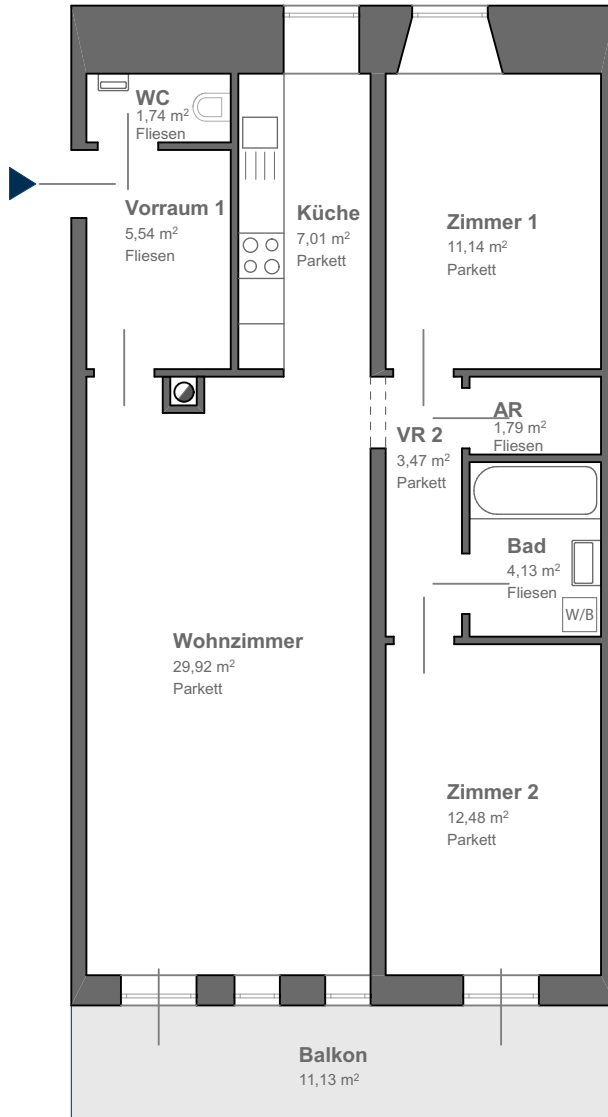 WC
1,74 m²
Fliesen
Vorraum 1
5,54 m²
Fliesen
Küche
7,01 m²
Parkett
Zimmer 1
11,14 m²
Parkett
AR
1,79 m²
Fliesen
VR 2
3,47 m²
Parkett
Bad
4,13 m²
Fliesen
W/B
Wohnzimmer
29,92 m²
Parkett
Zimmer 2
12,48 m²
Parkett
Balkon
11,13 m²